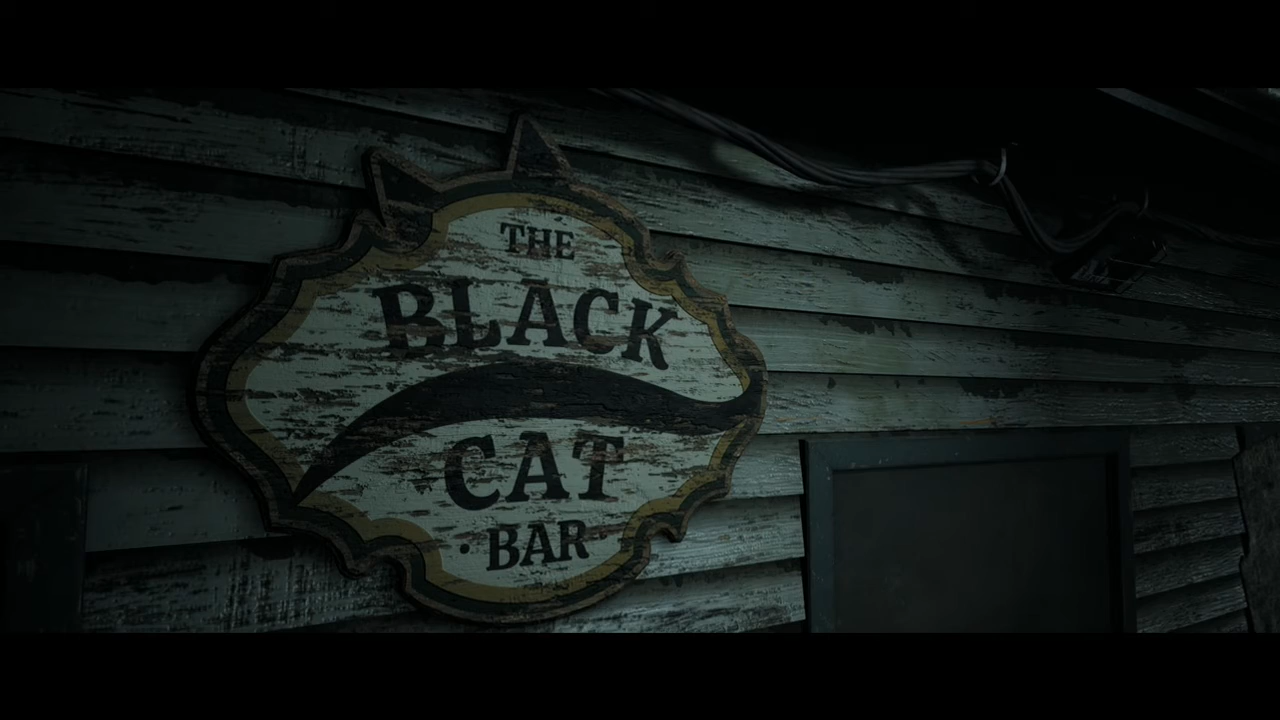 THE
BLACK
CAT
· BAR ·